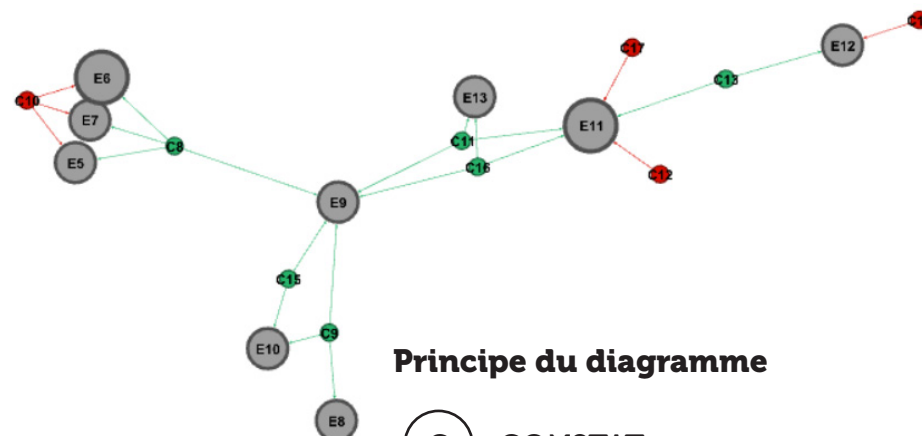 E12
C17
E6
C13
C10
E13
E7
E11
C11
C8
E5
C16
C12
E9
C15
C9
E10
Principe du diagramme
E8